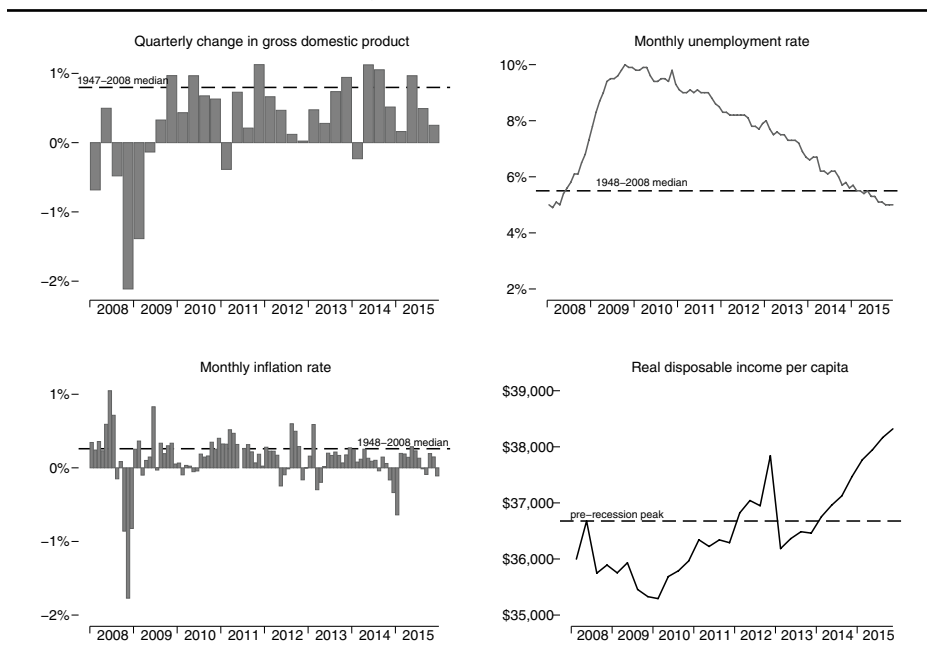 Quarterly change in gross domestic product
1%
1947−2008 median
0%
−1%
−2%
2008 2009 2010 2011 2012 2013 2014 2015
Monthly unemployment rate
10%
8%
6%
1948−2008 median
4%
2%
2008 2009 2010 2011 2012 2013 2014 2015
Monthly inflation rate
1%
1948−2008 median
0%
−1%
−2%
2008 2009 2010 2011 2012 2013 2014 2015
Real disposable income per capita
$39,000
$38,000
$37,000
pre−recession peak
$36,000
$35,000
2008 2009 2010 2011 2012 2013 2014 2015